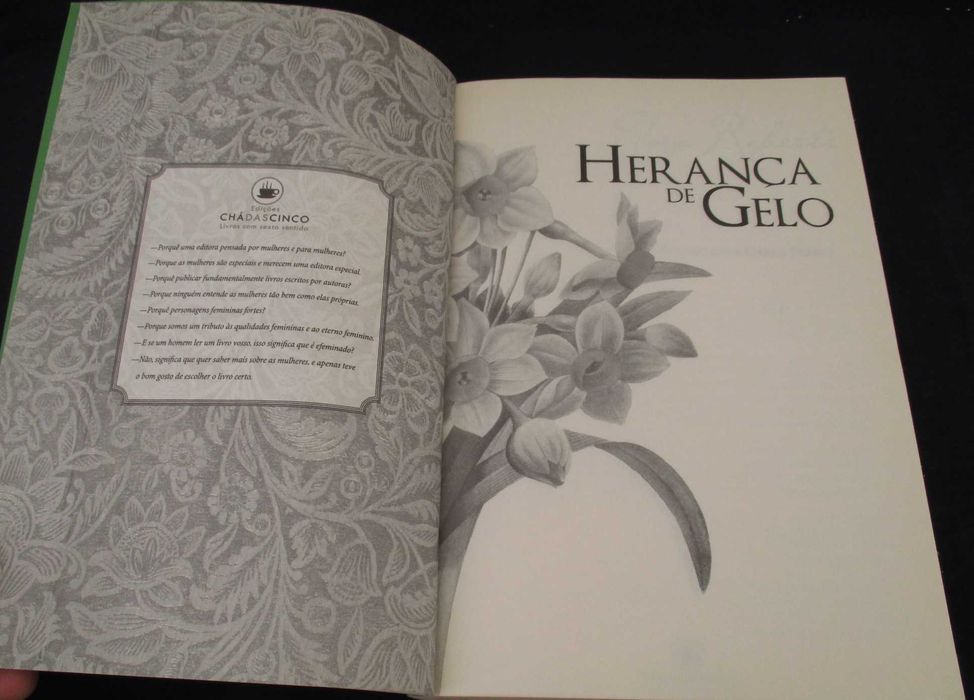 Edições
CHÁDASCINCO
Livros com sexto sentido
—Porquê uma editora pensada por mulheres e para mulheres?
—Porque as mulheres são especiais e merecem uma editora especial.
—Porquê publicar fundamentalmente livros escritos por autoras?
—Porque ninguém entende as mulheres tão bem como elas próprias.
—Porquê personagens femininas fortes?
—Porque somos um tributo às qualidades femininas e ao eterno feminino.
—E se um homem ler um livro vosso, isso significa que é efeminado?
—Não, significa que quer saber mais sobre as mulheres, e apenas teve
o bom gosto de escolher o livro certo.
HERANÇA
DE GELO